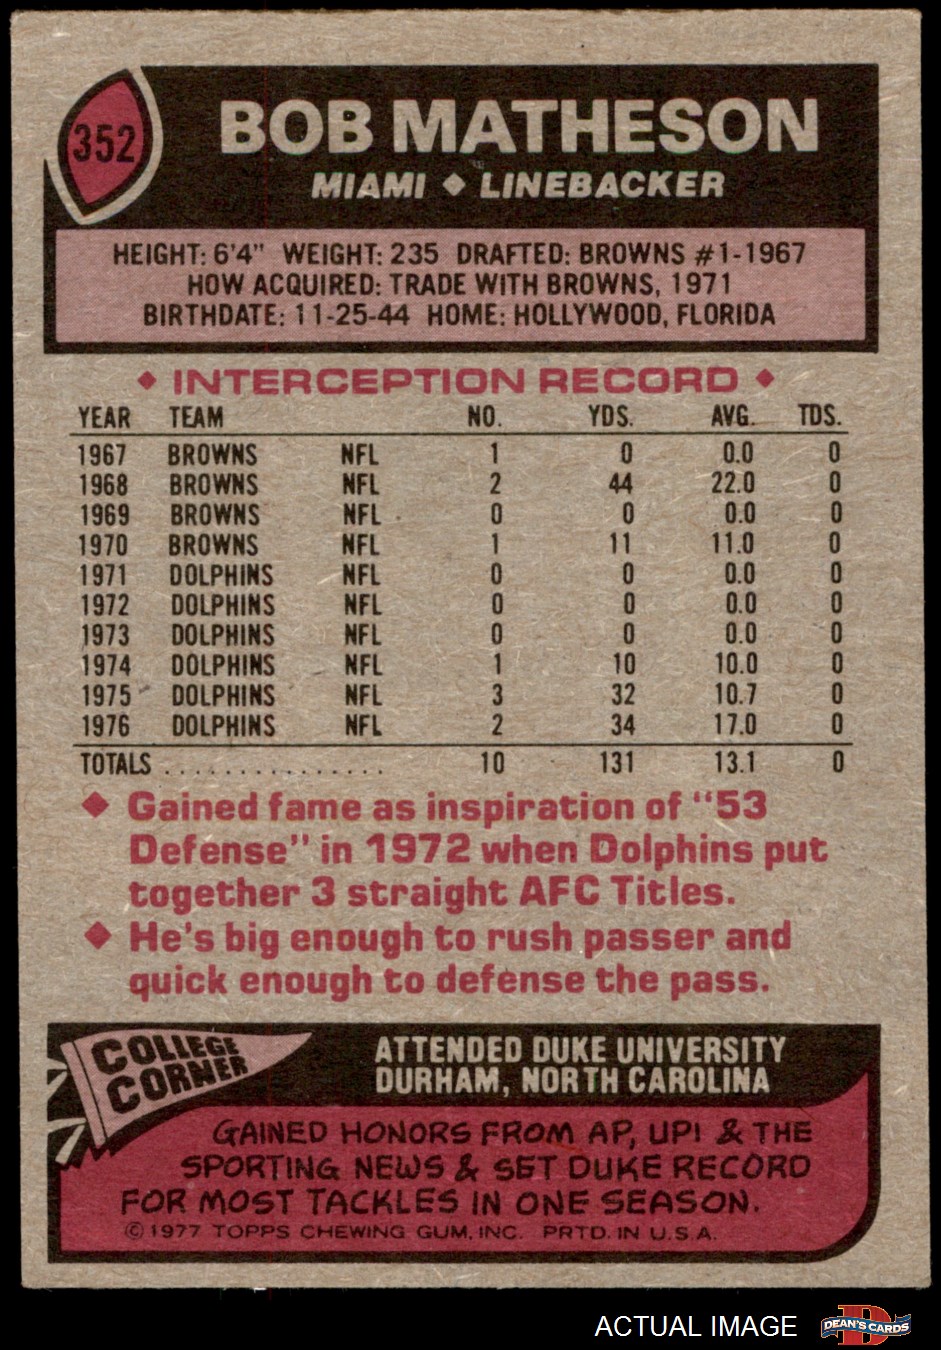 352
BOB MATHESON
MIAMI ◆ LINEBACKER
HEIGHT: 6'4" WEIGHT: 235 DRAFTED: BROWNS #1-1967
HOW ACQUIRED: TRADE WITH BROWNS, 1971
BIRTHDATE: 11-25-44 HOME: HOLLYWOOD, FLORIDA
◆ INTERCEPTION RECORD ◆
YEAR TEAM NO. YDS. AVG. TDS.
1967 BROWNS NFL 1 0 0.0 0
1968 BROWNS NFL 2 44 22.0 0
1969 BROWNS NFL 0 0 0.0 0
1970 BROWNS NFL 1 11 11.0 0
1971 DOLPHINS NFL 0 0 0.0 0
1972 DOLPHINS NFL 0 0 0.0 0
1973 DOLPHINS NFL 0 0 0.0 0
1974 DOLPHINS NFL 1 10 10.0 0
1975 DOLPHINS NFL 3 32 10.7 0
1976 DOLPHINS NFL 2 34 17.0 0
TOTALS . . . . . . . . . . . . . . . 10 131 13.1 0
◆ Gained fame as inspiration of "53
Defense" in 1972 when Dolphins put
together 3 straight AFC Titles.
◆ He's big enough to rush passer and
quick enough to defense the pass.
COLLEGE
CORNER
ATTENDED DUKE UNIVERSITY
DURHAM, NORTH CAROLINA
GAINED HONORS FROM AP, UPI & THE
SPORTING NEWS & SET DUKE RECORD
FOR MOST TACKLES IN ONE SEASON.
© 1977 TOPPS CHEWING GUM, INC. PRTD. IN U.S.A.
ACTUAL IMAGE
D
DEAN'S CARDS